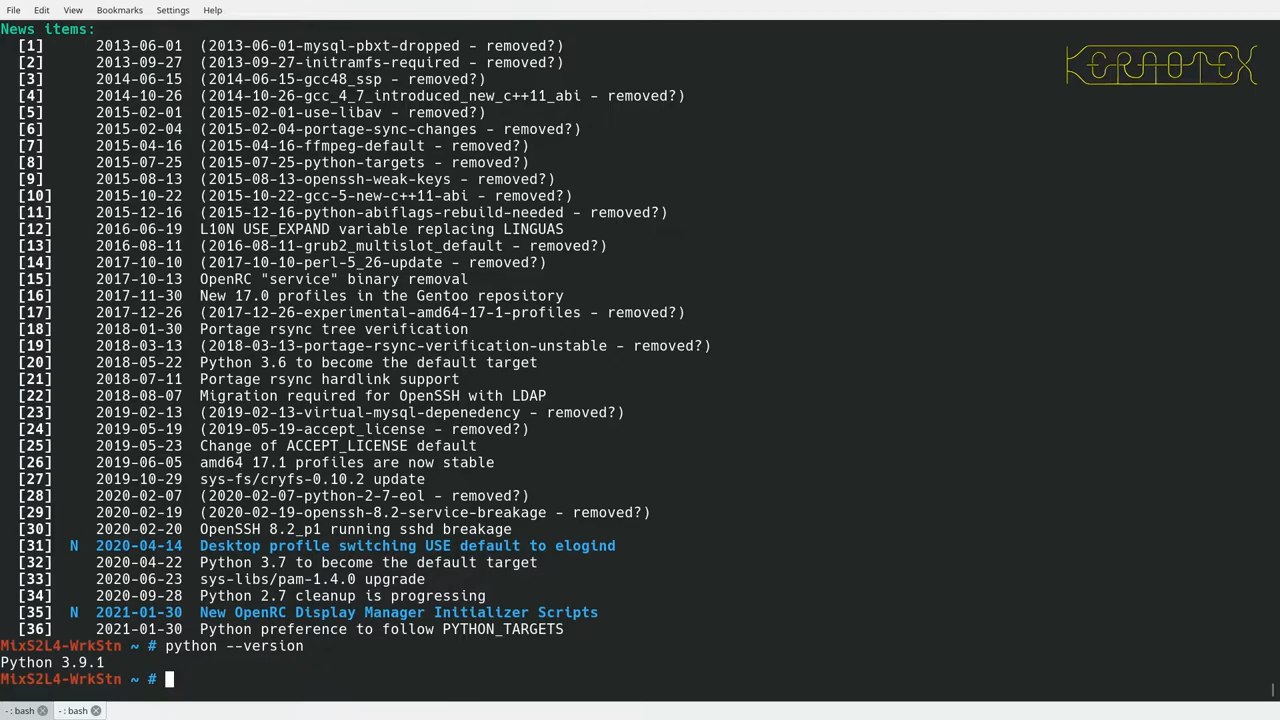 File Edit View Bookmarks Settings Help
News items:
[1] 2013-06-01 (2013-06-01-mysql-pbxt-dropped - removed?)
[2] 2013-09-27 (2013-09-27-initramfs-required - removed?)
[3] 2014-06-15 (2014-06-15-gcc48_ssp - removed?)
[4] 2014-10-26 (2014-10-26-gcc_4_7_introduced_new_c++11_abi - removed?)
[5] 2015-02-01 (2015-02-01-use-libav - removed?)
[6] 2015-02-04 (2015-02-04-portage-sync-changes - removed?)
[7] 2015-04-16 (2015-04-16-ffmpeg-default - removed?)
[8] 2015-07-25 (2015-07-25-python-targets - removed?)
[9] 2015-08-13 (2015-08-13-openssh-weak-keys - removed?)
[10] 2015-10-22 (2015-10-22-gcc-5-new-c++11-abi - removed?)
[11] 2015-12-16 (2015-12-16-python-abiflags-rebuild-needed - removed?)
[12] 2016-06-19 L10N USE_EXPAND variable replacing LINGUAS
[13] 2016-08-11 (2016-08-11-grub2_multislot_default - removed?)
[14] 2017-10-10 (2017-10-10-perl-5_26-update - removed?)
[15] 2017-10-13 OpenRC "service" binary removal
[16] 2017-11-30 New 17.0 profiles in the Gentoo repository
[17] 2017-12-26 (2017-12-26-experimental-amd64-17-1-profiles - removed?)
[18] 2018-01-30 Portage rsync tree verification
[19] 2018-03-13 (2018-03-13-portage-rsync-verification-unstable - removed?)
[20] 2018-05-22 Python 3.6 to become the default target
[21] 2018-07-11 Portage rsync hardlink support
[22] 2018-08-07 Migration required for OpenSSH with LDAP
[23] 2019-02-13 (2019-02-13-virtual-mysql-depenedency - removed?)
[24] 2019-05-19 (2019-05-19-accept_license - removed?)
[25] 2019-05-23 Change of ACCEPT_LICENSE default
[26] 2019-06-05 amd64 17.1 profiles are now stable
[27] 2019-10-29 sys-fs/cryfs-0.10.2 update
[28] 2020-02-07 (2020-02-07-python-2-7-eol - removed?)
[29] 2020-02-19 (2020-02-19-openssh-8.2-service-breakage - removed?)
[30] 2020-02-20 OpenSSH 8.2_p1 running sshd breakage
[31] N 2020-04-14 Desktop profile switching USE default to elogind
[32] 2020-04-22 Python 3.7 to become the default target
[33] 2020-06-23 sys-libs/pam-1.4.0 upgrade
[34] 2020-09-28 Python 2.7 cleanup is progressing
[35] N 2021-01-30 New OpenRC Display Manager Initializer Scripts
[36] 2021-01-30 Python preference to follow PYTHON_TARGETS
MixS2L4-WrkStn ~ # python --version
Python 3.9.1
MixS2L4-WrkStn ~ #
- : bash - : bash